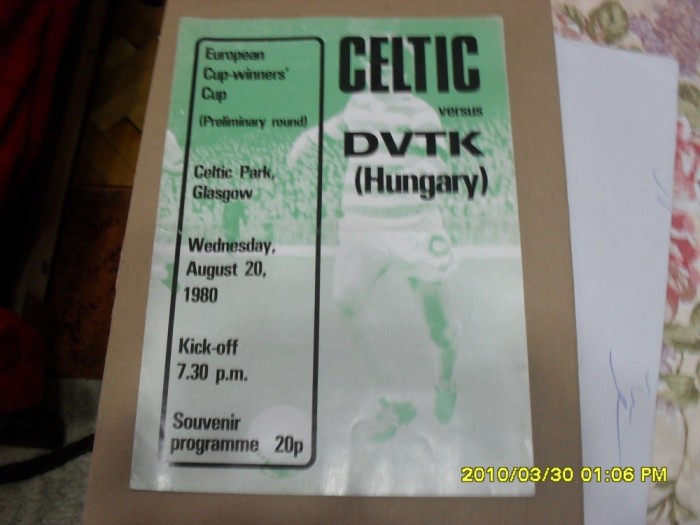 European
Cup-winners'
Cup
(Preliminary round)
Celtic Park,
Glasgow
Wednesday,
August 20,
1980
Kick-off
7.30 p.m.
Souvenir
programme 20p
CELTIC
versus
DVTK
(Hungary)
2010/03/30 01:06 PM